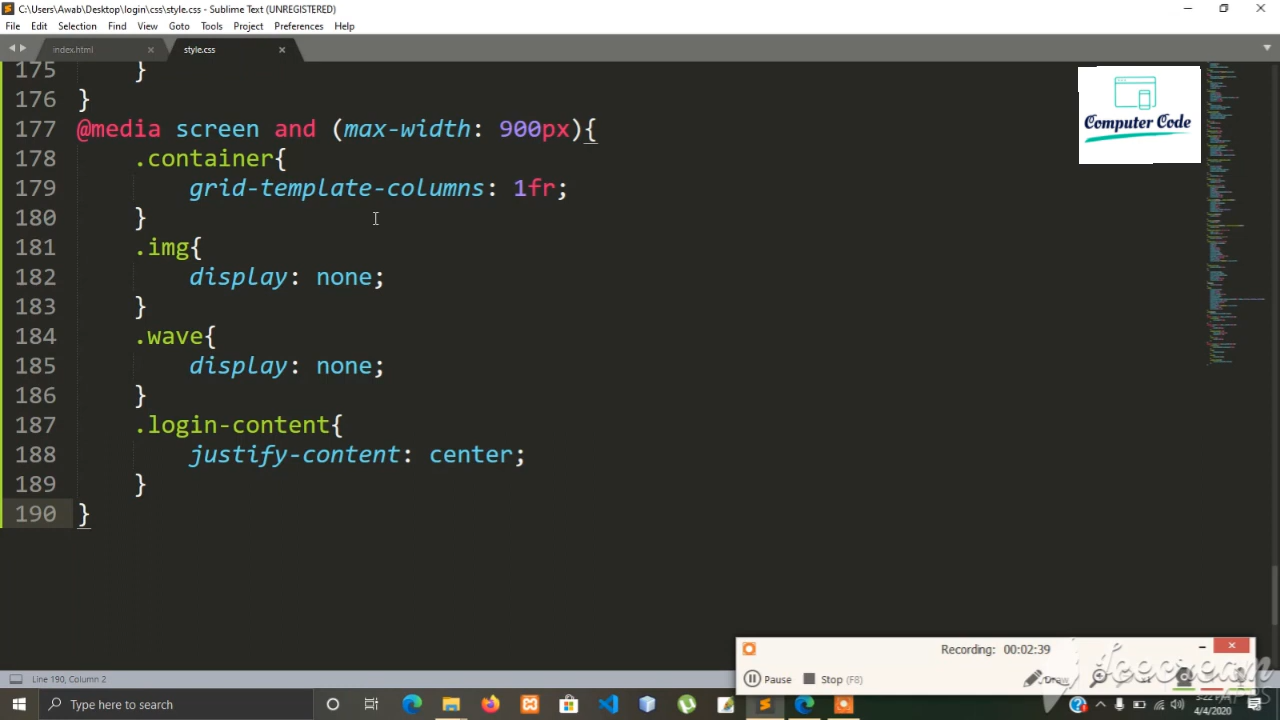 C:\Users\Awab\Desktop\login\css\style.css - Sublime Text (UNREGISTERED)
File Edit Selection Find View Goto Tools Project Preferences Help
index.html style.css
175 }
176 }
177 @media screen and (max-width: 900px){
178 .container{
179 grid-template-columns: 1fr;
180 }
181 .img{
182 display: none;
183 }
184 .wave{
185 display: none;
186 }
187 .login-content{
188 justify-content: center;
189 }
190 }
Computer Code
Recording: 00:02:39
Pause Stop (F8) Draw
icecream
APPS
Line 190, Column 2
Type here to search
4/4/2020